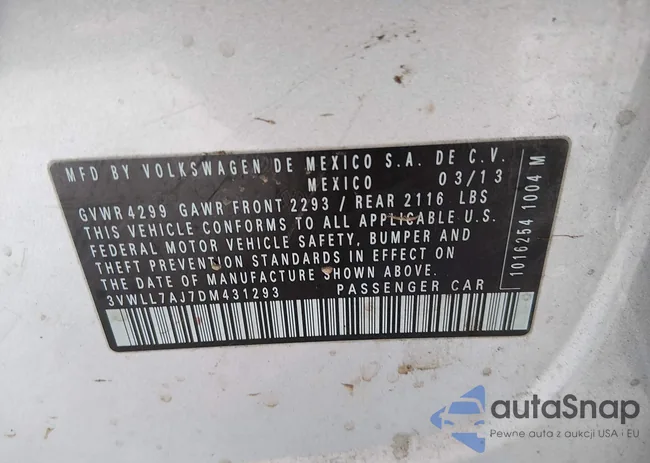 MFD BY VOLKSWAGEN DE MEXICO S.A. DE C.V.
MEXICO 03/13
GVWR 4299 GAWR FRONT 2293 / REAR 2116 LBS
THIS VEHICLE CONFORMS TO ALL APPLICABLE U.S.
FEDERAL MOTOR VEHICLE SAFETY, BUMPER AND
THEFT PREVENTION STANDARDS IN EFFECT ON
THE DATE OF MANUFACTURE SHOWN ABOVE.
3VWLL7AJ7DM431293 PASSENGER CAR
1016254 1004 M
autaSnap
Pewne auta z aukcji USA i EU